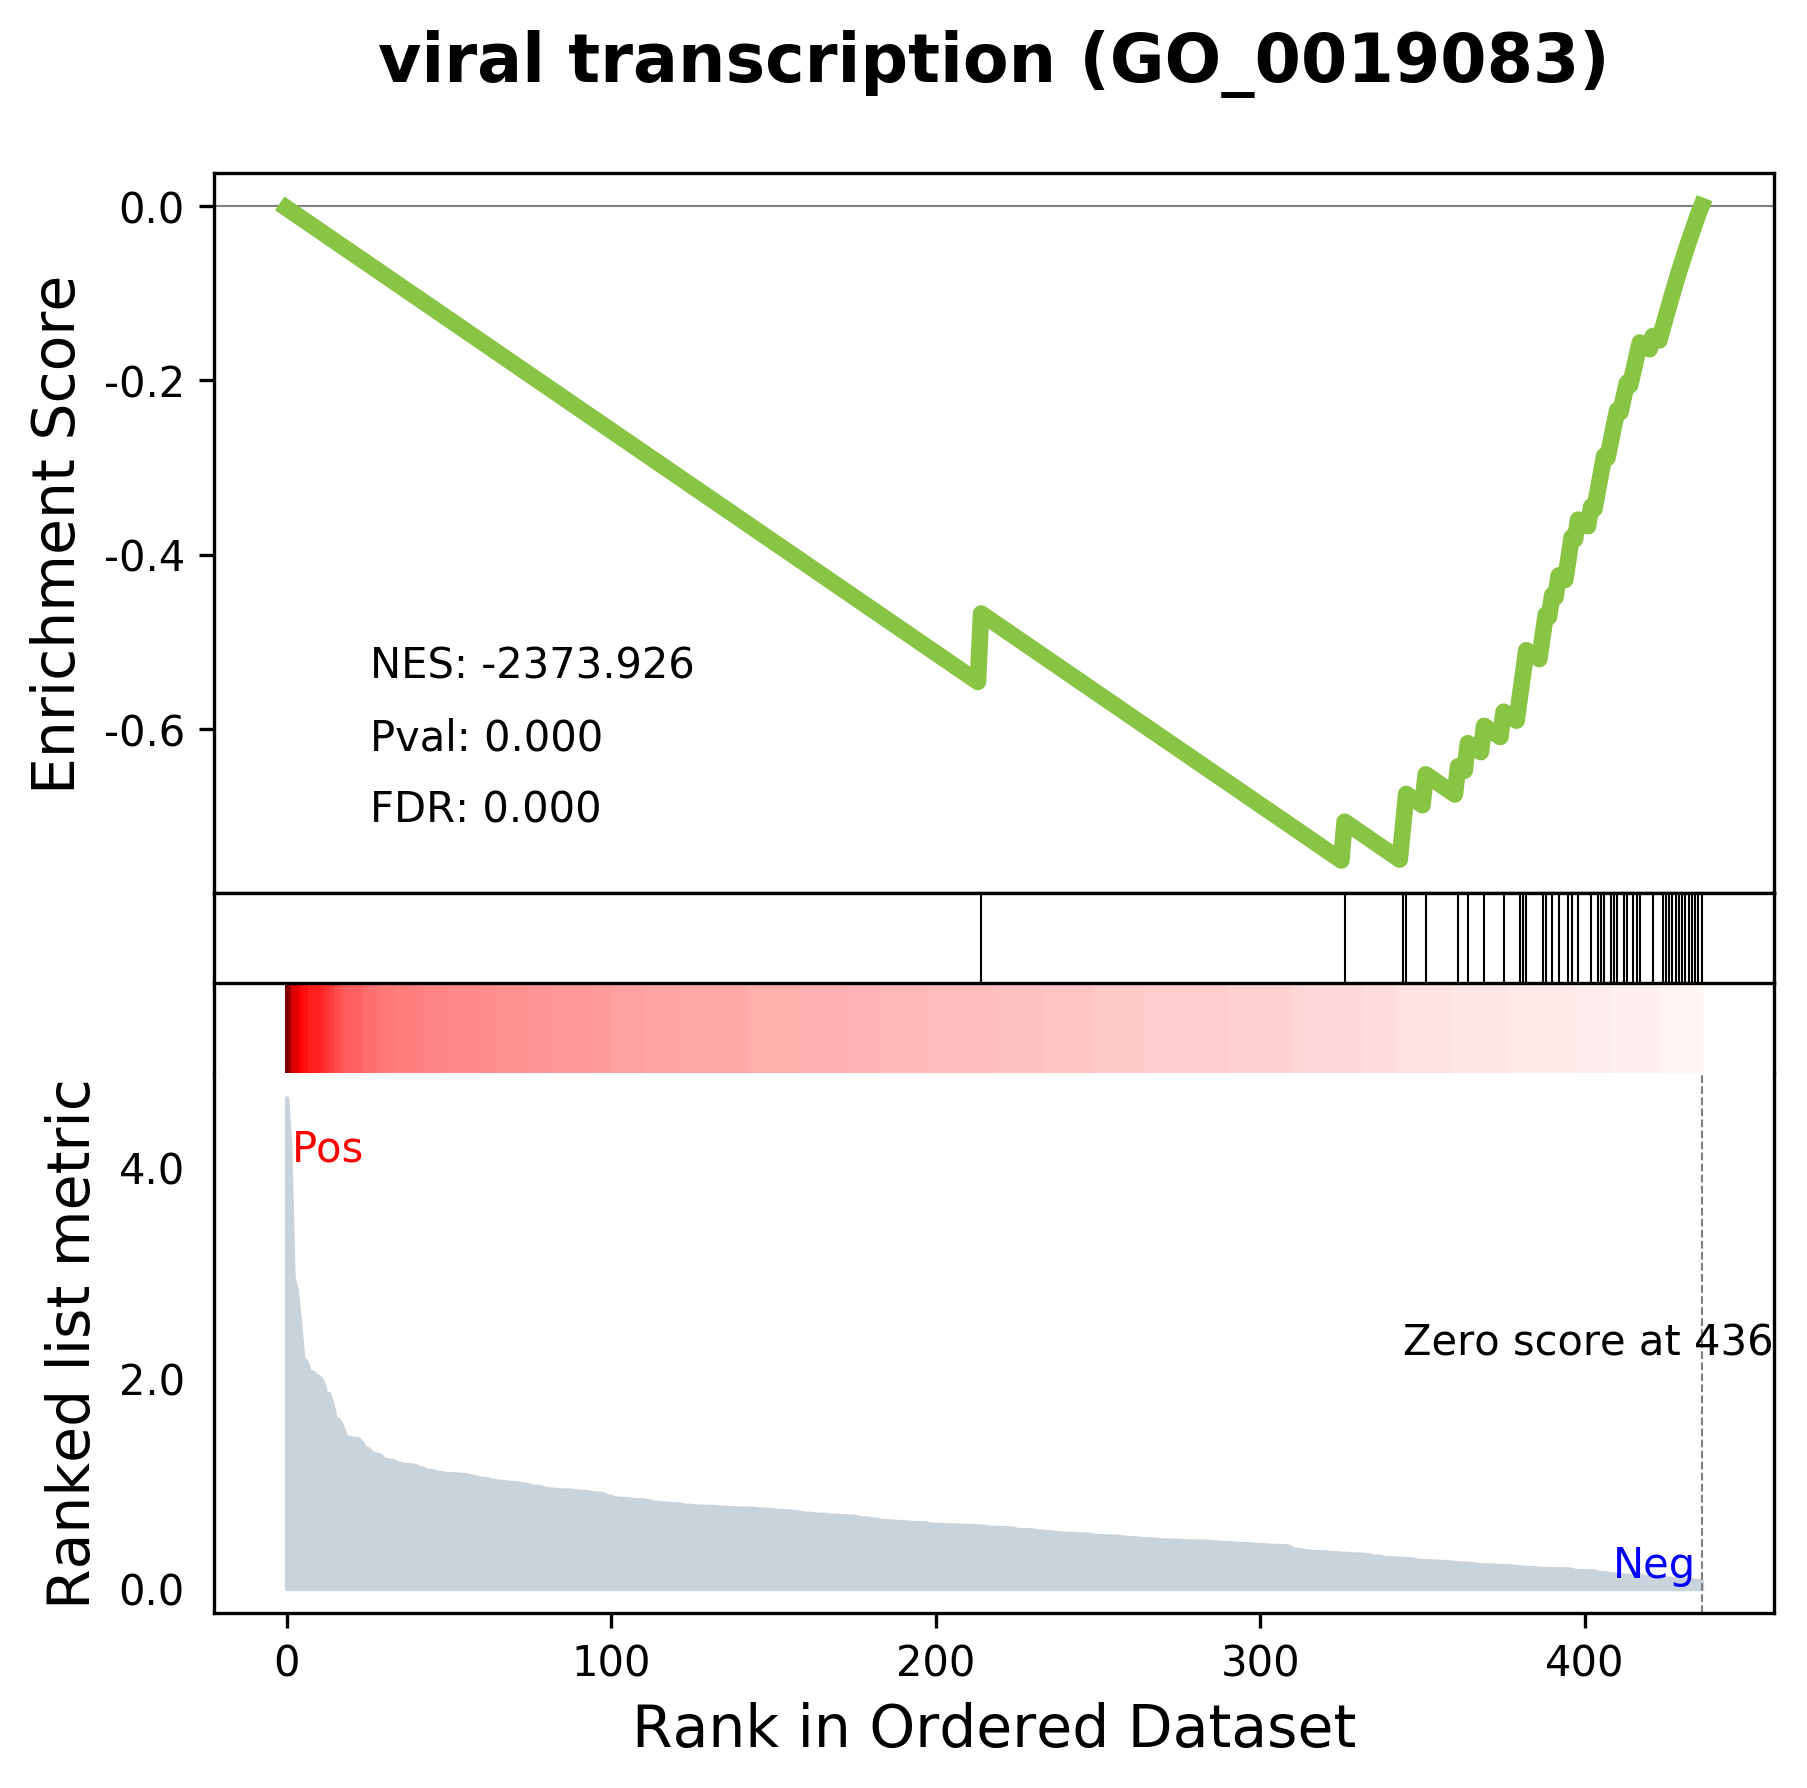 viral transcription (GO_0019083)
Enrichment Score
0.0
-0.2
-0.4
-0.6
NES: -2373.926
Pval: 0.000
FDR: 0.000
Ranked list metric
4.0
2.0
0.0
Pos
Zero score at 436
Neg
0 100 200 300 400
Rank in Ordered Dataset